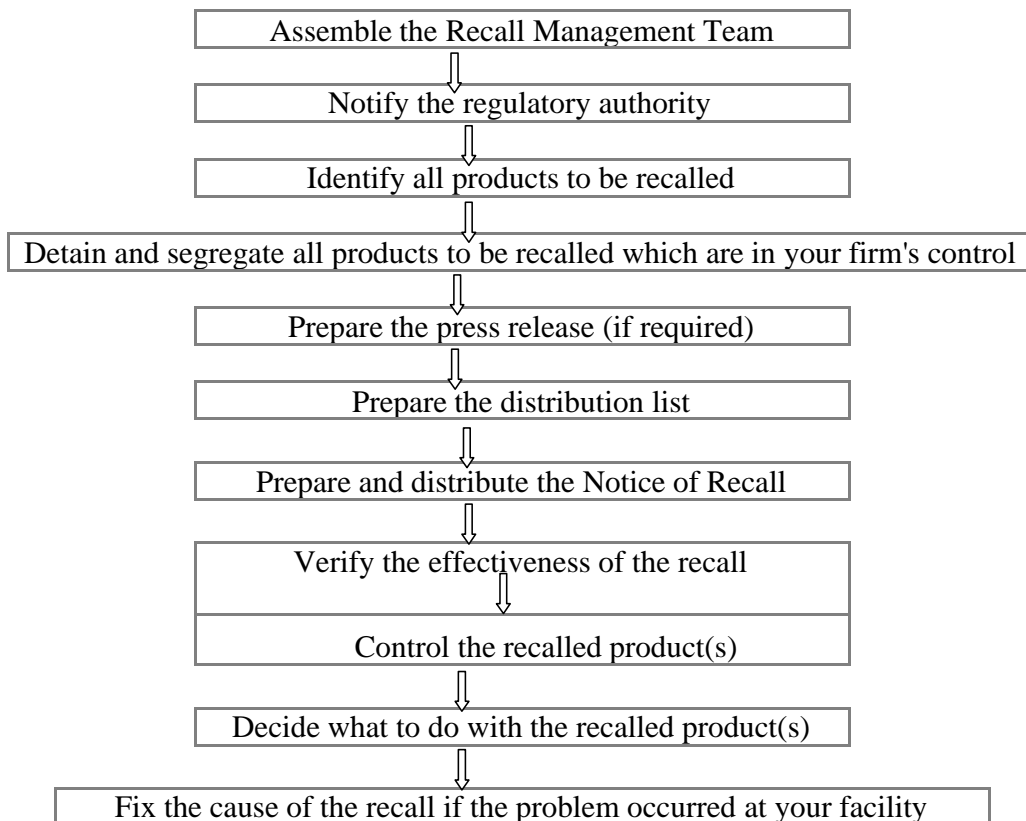 Assemble the Recall Management Team
Notify the regulatory authority
Identify all products to be recalled
Detain and segregate all products to be recalled which are in your firm's control
Prepare the press release (if required)
Prepare the distribution list
Prepare and distribute the Notice of Recall
Verify the effectiveness of the recall
Control the recalled product(s)
Decide what to do with the recalled product(s)
Fix the cause of the recall if the problem occurred at your facility